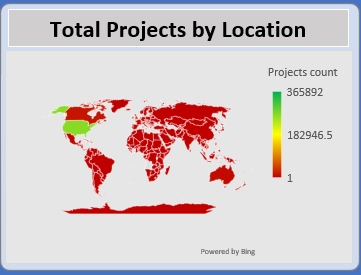 Total Projects by Location
Projects count
365892
182946.5
1
Powered by Bing